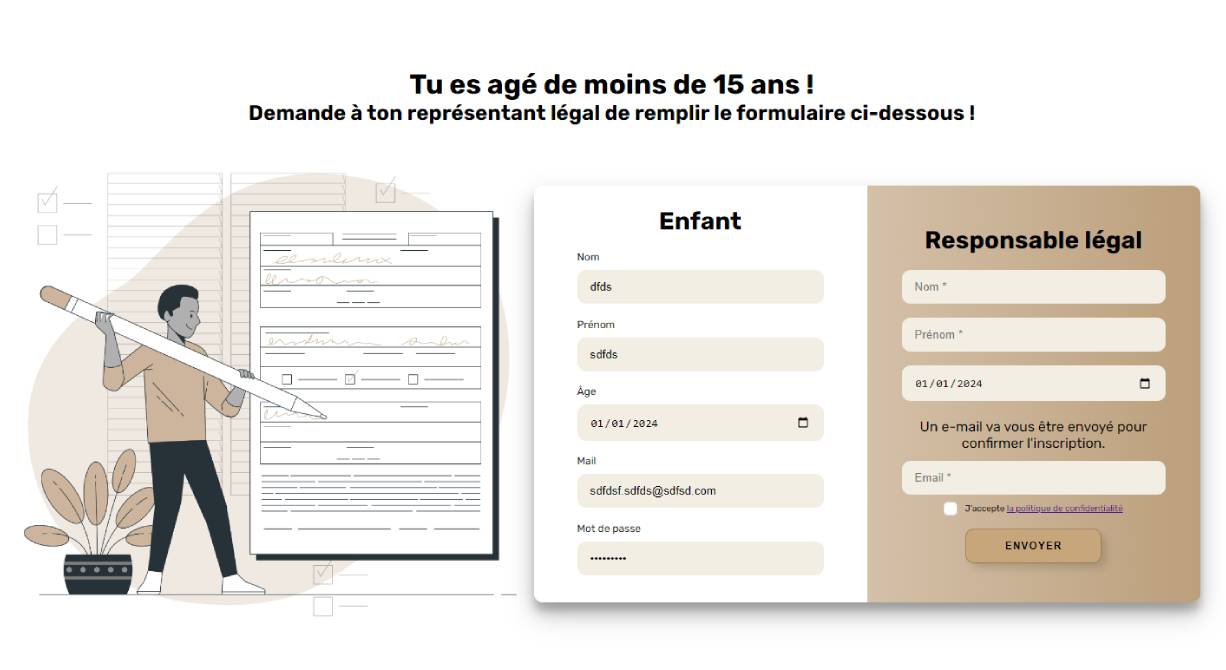 Tu es agé de moins de 15 ans !
Demande à ton représentant légal de remplir le formulaire ci-dessous !
Enfant
Nom
dfds
Prénom
sdfds
Âge
01/01/2024
Mail
sdfdsf.sdfds@sdfsd.com
Mot de passe
•••••••••
Responsable légal
Nom *
Prénom *
01/01/2024
Un e-mail va vous être envoyé pour
confirmer l'inscription.
Email *
J'accepte la politique de confidentialité
ENVOYER